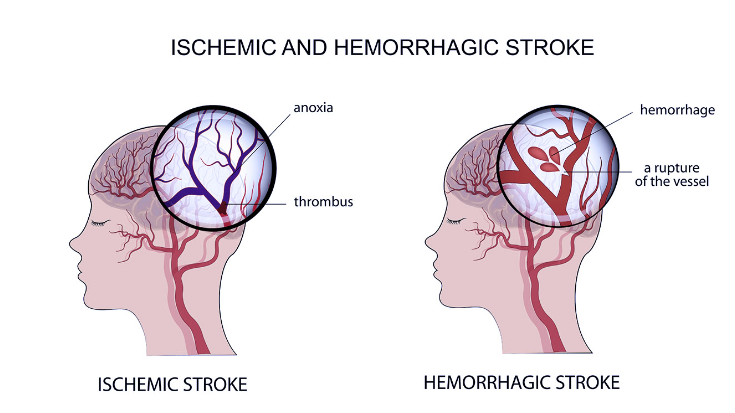 ISCHEMIC AND HEMORRHAGIC STROKE
anoxia
thrombus
hemorrhage
a rupture
of the vessel
ISCHEMIC STROKE
HEMORRHAGIC STROKE